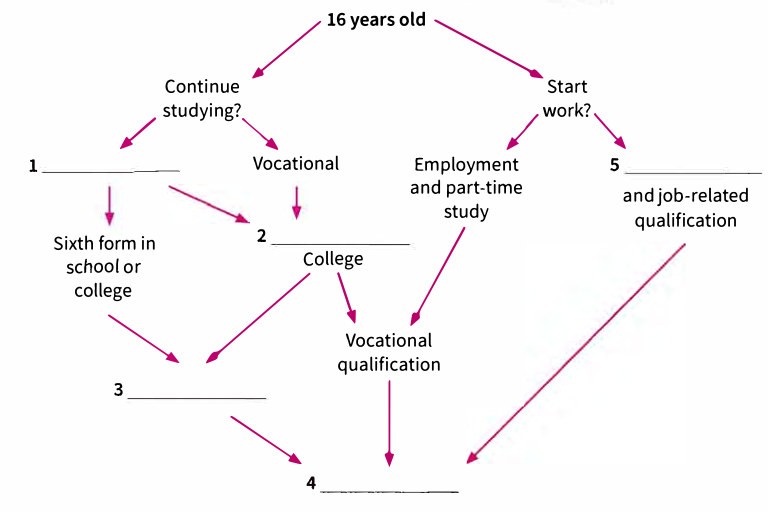 16 years old
Continue
studying?
Start
work?
1 ____________
Vocational
Employment
and part-time
study
5 ____________
and job-related
qualification
Sixth form in
school or
college
2 ____________
College
Vocational
qualification
3 ____________
4 ____________